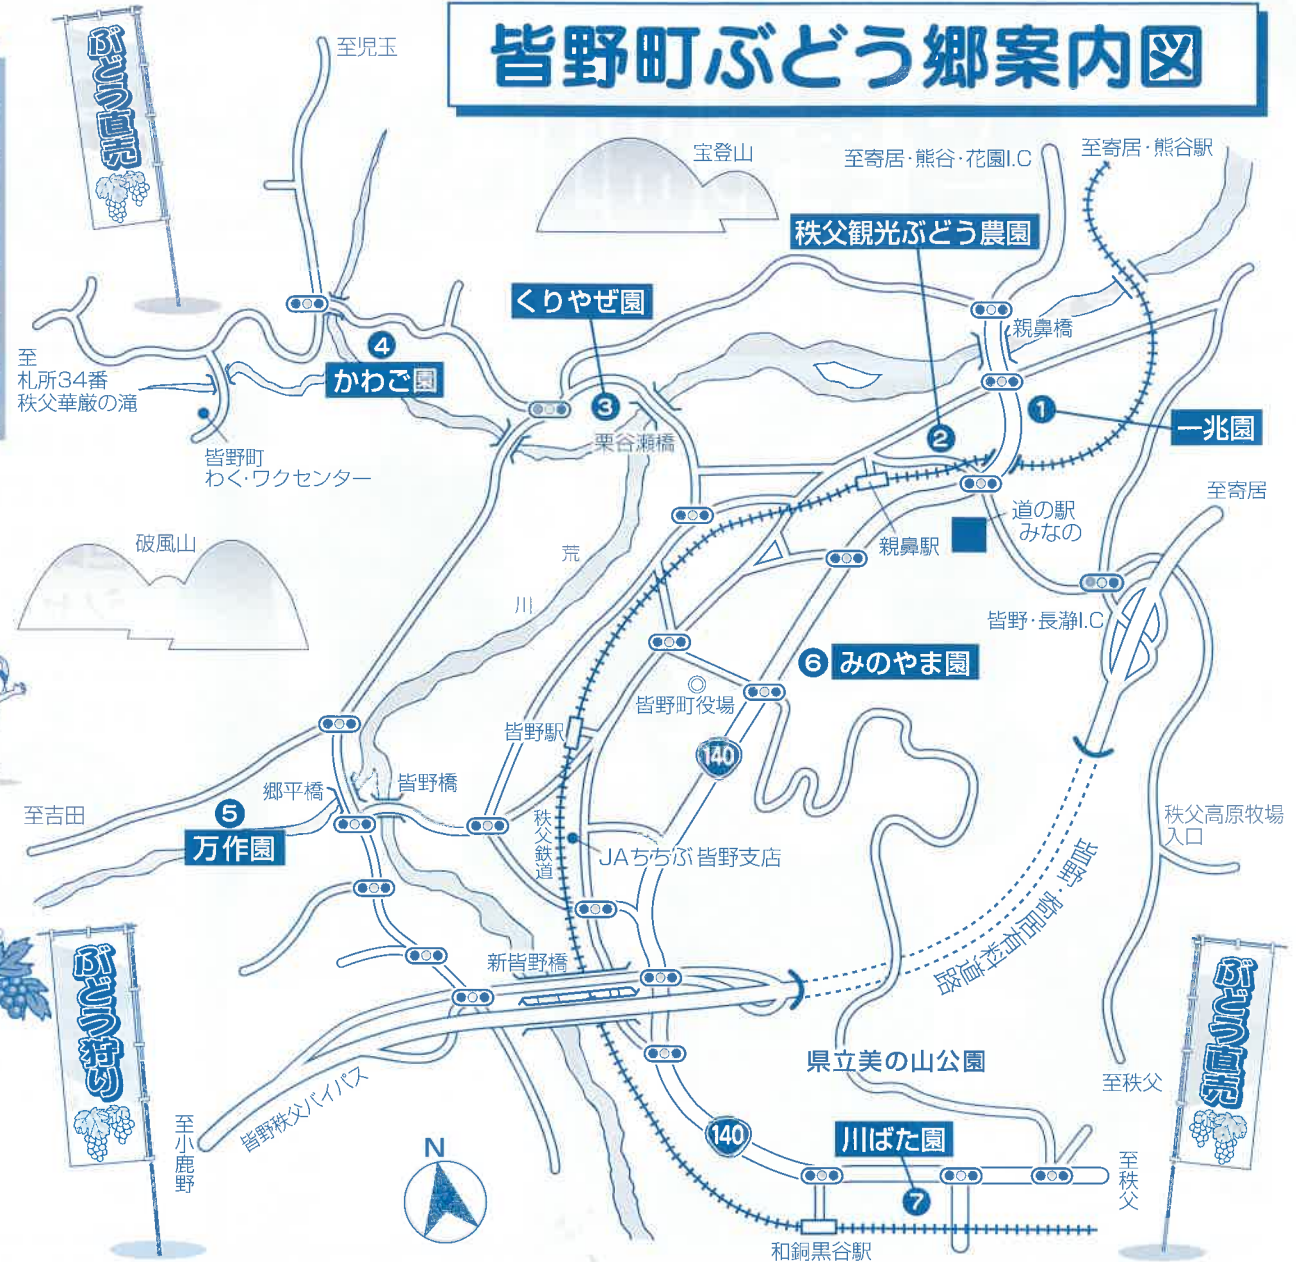 皆野町ぶどう郷案内図
ぶどう直売
至児玉
宝登山
至寄居・熊谷・花園I.C
至寄居・熊谷駅
秩父観光ぶどう農園
くりやぜ園
③
親鼻橋
④
かわご園
至
札所34番
秩父華厳の滝
皆野町
わく・ワクセンター
栗谷瀬橋
②
①
一兆園
至寄居
道の駅
みなの
親鼻駅
破風山
荒
川
皆野・長瀞I.C
⑥
みのやま園
皆野町役場
皆野駅
140
郷平橋
皆野橋
至吉田
⑤
万作園
秩父鉄道
JAちちぶ 皆野支店
秩父高原牧場
入口
皆野・寄居有料道路
新皆野橋
ぶどう狩り
ぶどう直売
県立美の山公園
至秩父
皆野秩父バイパス
至小鹿野
N
140
川ばた園
⑦
至秩父
和銅黒谷駅